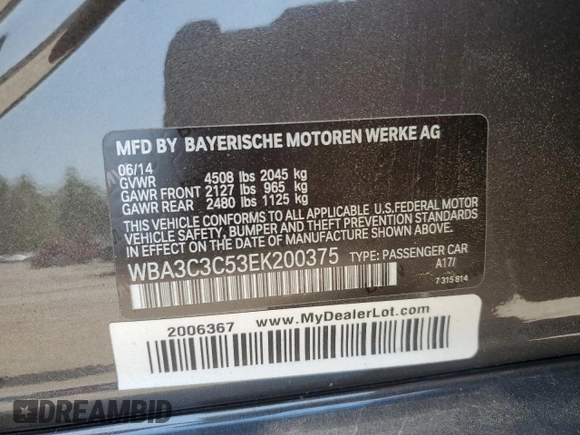 MFD BY BAYERISCHE MOTOREN WERKE AG
06/14
GVWR 4508 lbs 2045 kg
GAWR FRONT 2127 lbs 965 kg
GAWR REAR 2480 lbs 1125 kg
THIS VEHICLE CONFORMS TO ALL APPLICABLE U.S.FEDERAL MOTOR
VEHICLE SAFETY, BUMPER, AND THEFT PREVENTION STANDARDS
IN EFFECT ON THE DATE OF MANUFACTURE SHOWN ABOVE.
WBA3C3C53EK200375 TYPE: PASSENGER CAR
A17/
7 315 814
2006367 www.MyDealerLot.com
DREAMBID